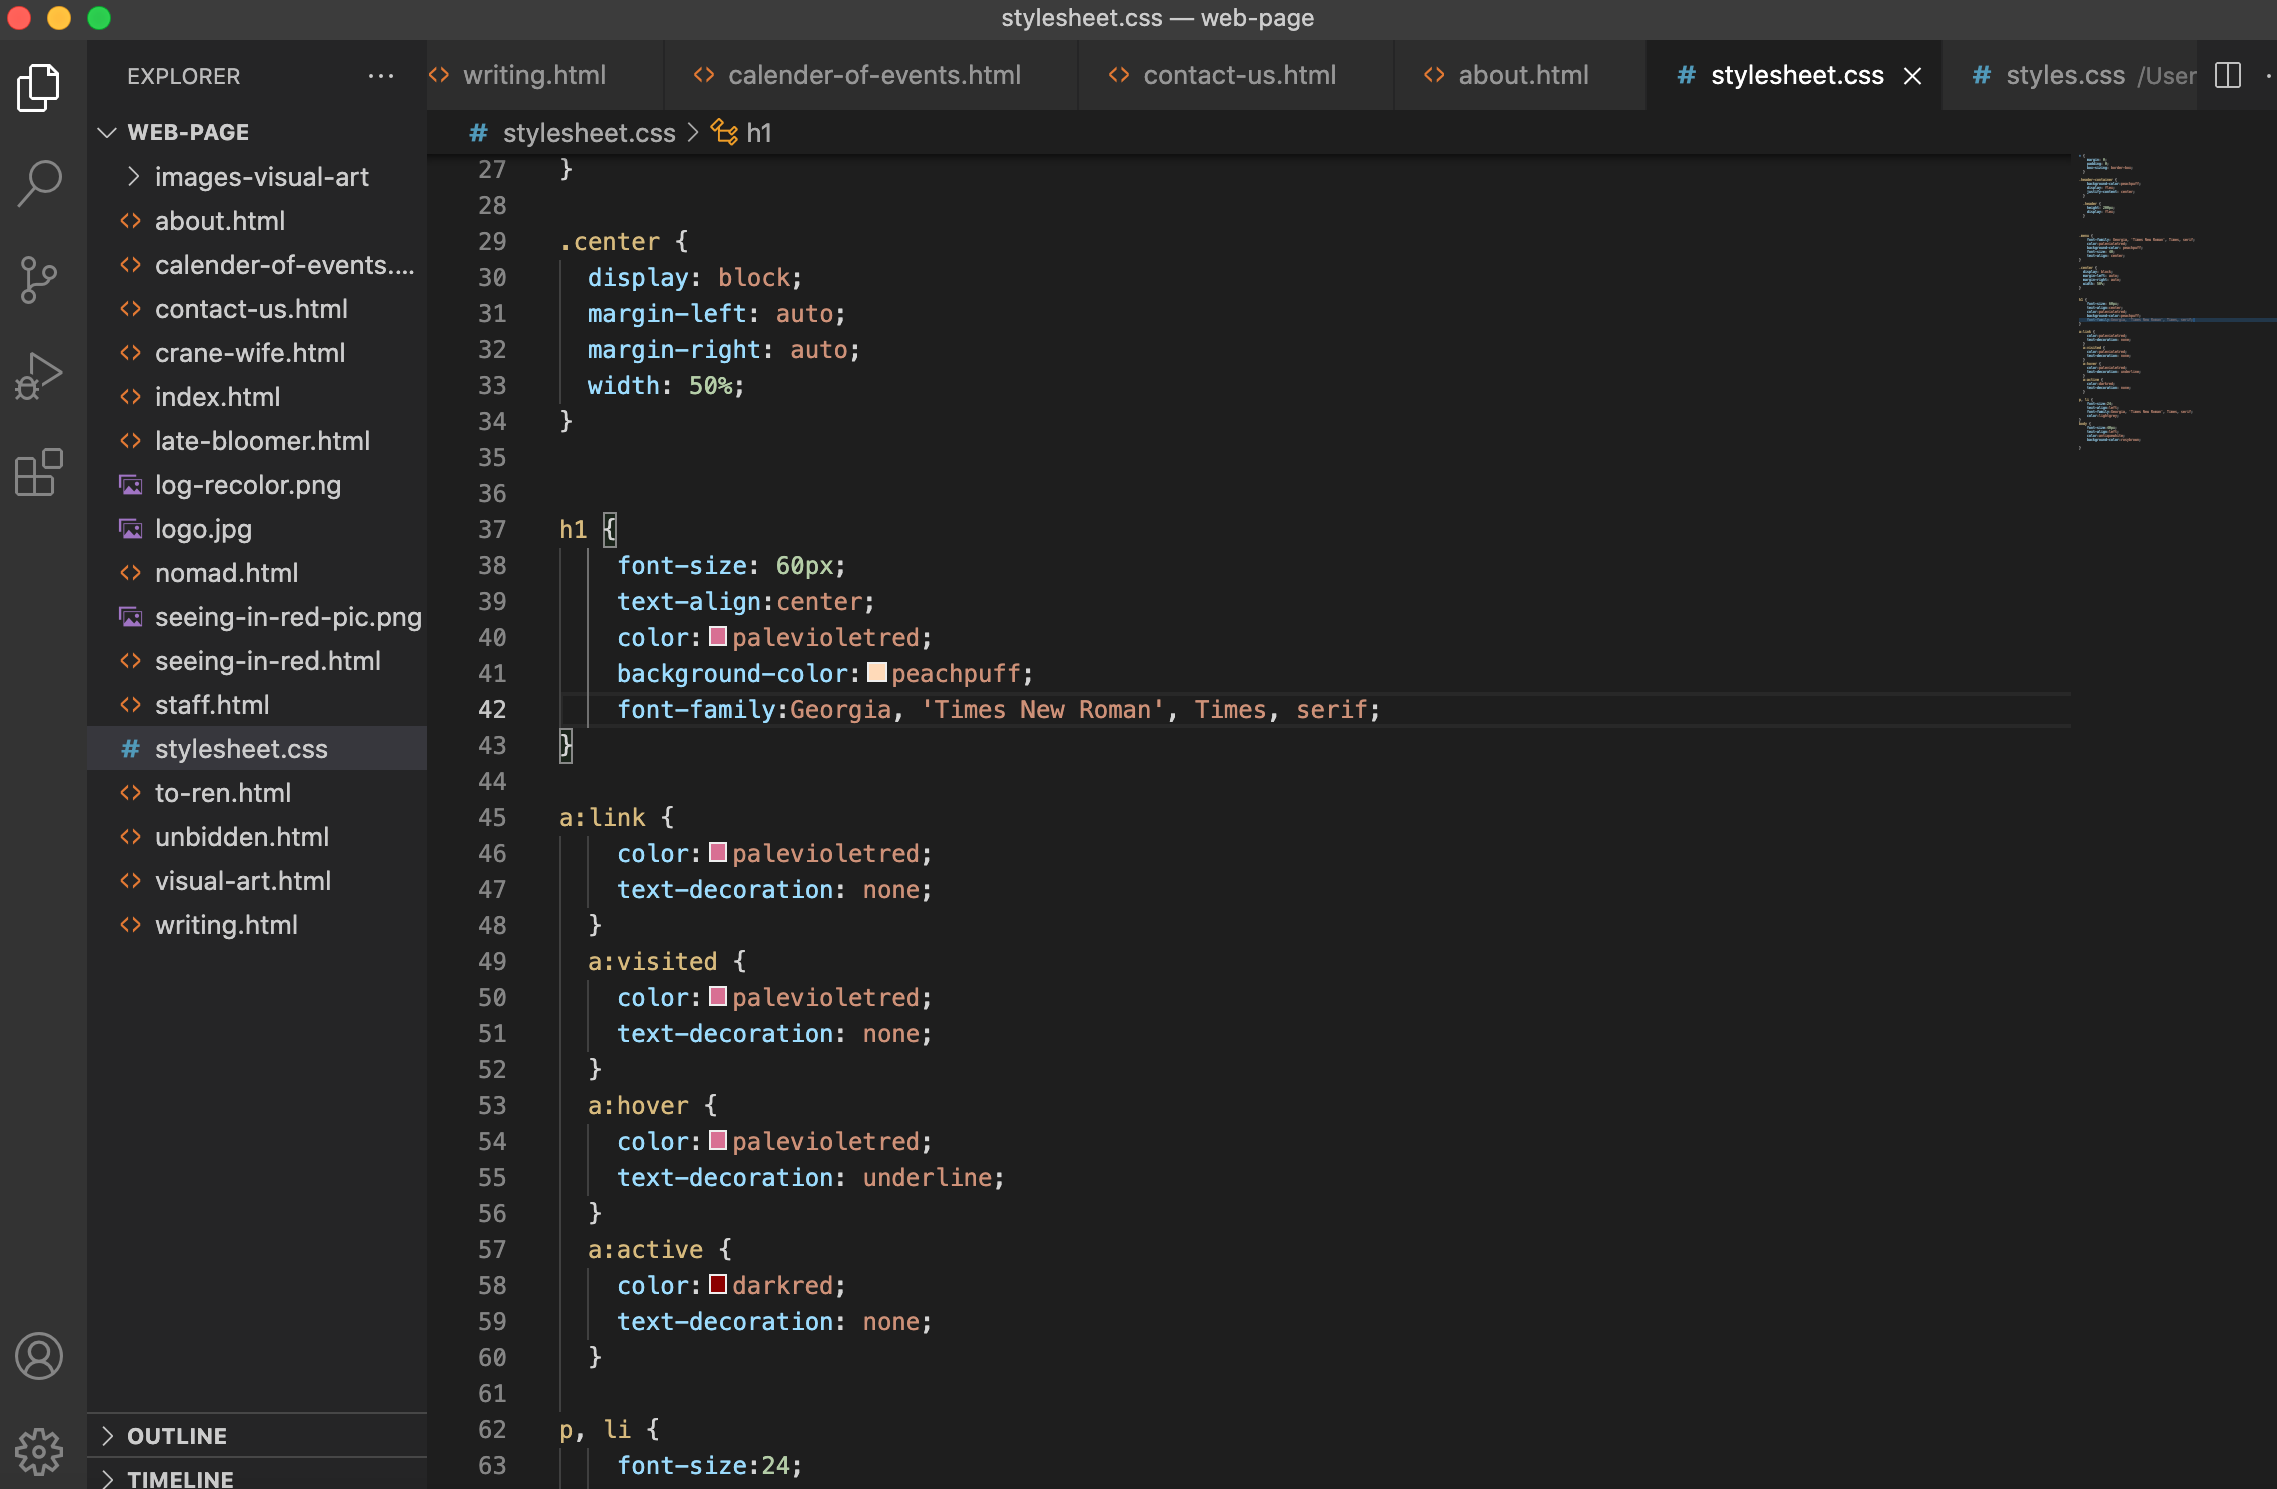 stylesheet.css — web-page
EXPLORER
WEB-PAGE
images-visual-art
about.html
calender-of-events....
contact-us.html
crane-wife.html
index.html
late-bloomer.html
log-recolor.png
logo.jpg
nomad.html
seeing-in-red-pic.png
seeing-in-red.html
staff.html
stylesheet.css
to-ren.html
unbidden.html
visual-art.html
writing.html
OUTLINE
TIMELINE
writing.html calender-of-events.html contact-us.html about.html # stylesheet.css # styles.css /User
# stylesheet.css > h1
27 }
28
29 .center {
30 display: block;
31 margin-left: auto;
32 margin-right: auto;
33 width: 50%;
34 }
35
36
37 h1 {
38 font-size: 60px;
39 text-align:center;
40 color:palevioletred;
41 background-color:peachpuff;
42 font-family:Georgia, 'Times New Roman', Times, serif;
43 }
44
45 a:link {
46 color:palevioletred;
47 text-decoration: none;
48 }
49 a:visited {
50 color:palevioletred;
51 text-decoration: none;
52 }
53 a:hover {
54 color:palevioletred;
55 text-decoration: underline;
56 }
57 a:active {
58 color:darkred;
59 text-decoration: none;
60 }
61
62 p, li {
63 font-size:24;